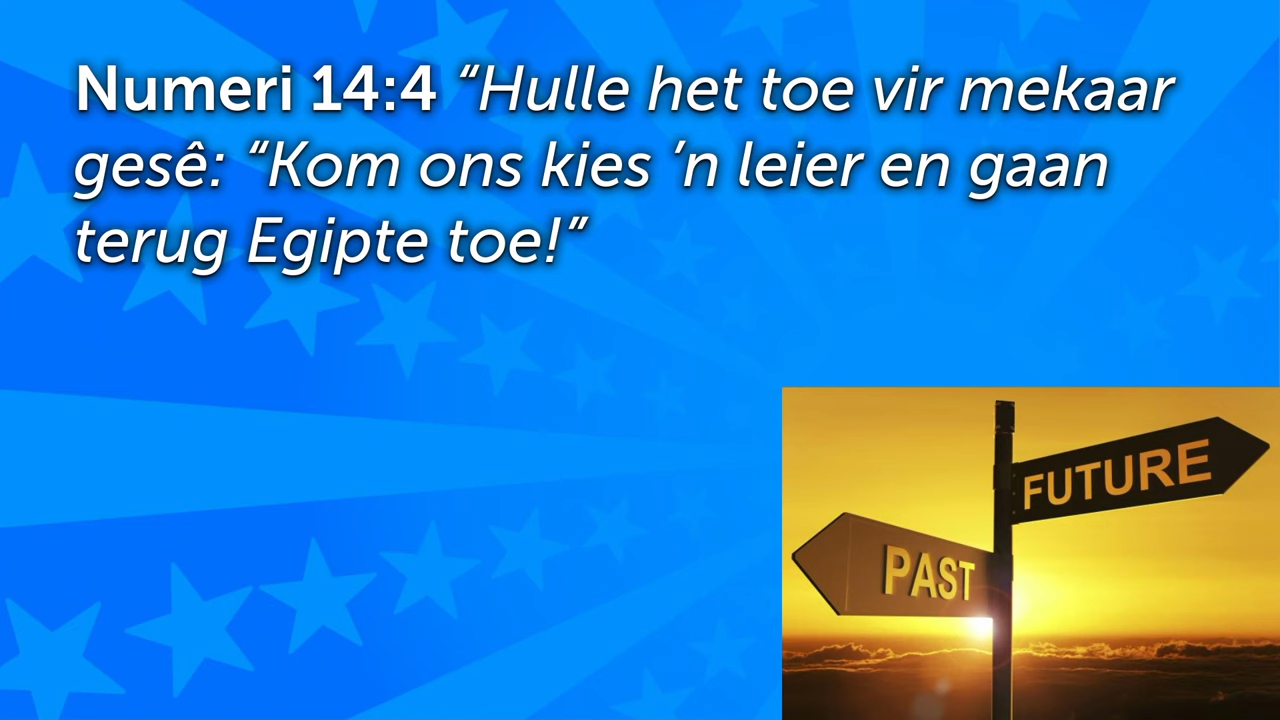 Numeri 14:4 “Hulle het toe vir mekaar
gesê: “Kom ons kies ’n leier en gaan
terug Egipte toe!”
FUTURE
PAST